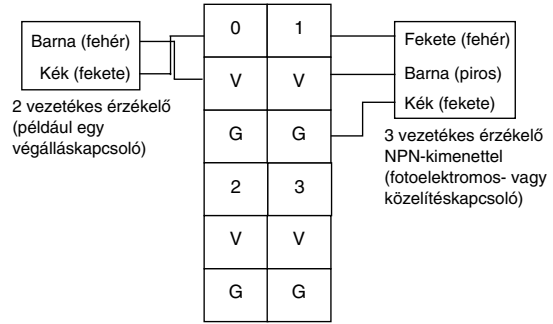 Barna (fehér)
Kék (fekete)
2 vezetékes érzékelő
(például egy
végálláskapcsoló)
0 1
V V
G G
2 3
V V
G G
Fekete (fehér)
Barna (piros)
Kék (fekete)
3 vezetékes érzékelő
NPN-kimenettel
(fotoelektromos- vagy
közelítéskapcsoló)